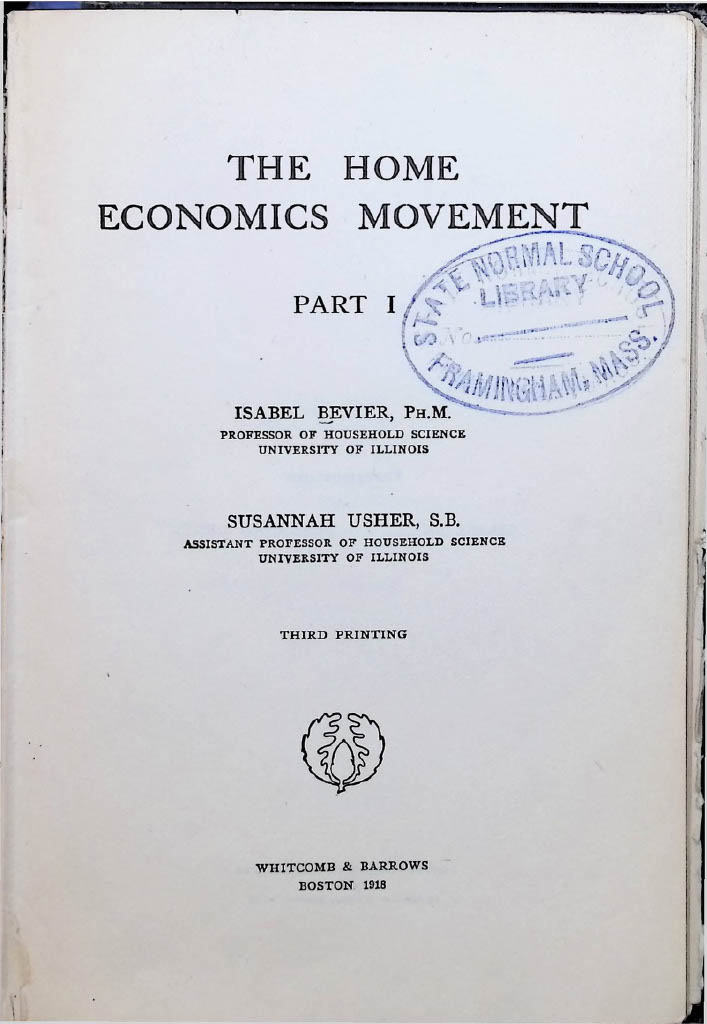 THE HOME
ECONOMICS MOVEMENT
PART I
STATE NORMAL SCHOOL
LIBRARY
No.
FRAMINGHAM, MASS.
ISABEL BEVIER, PH.M.
PROFESSOR OF HOUSEHOLD SCIENCE
UNIVERSITY OF ILLINOIS
SUSANNAH USHER, S.B.
ASSISTANT PROFESSOR OF HOUSEHOLD SCIENCE
UNIVERSITY OF ILLINOIS
THIRD PRINTING
WHITCOMB & BARROWS
BOSTON 1918